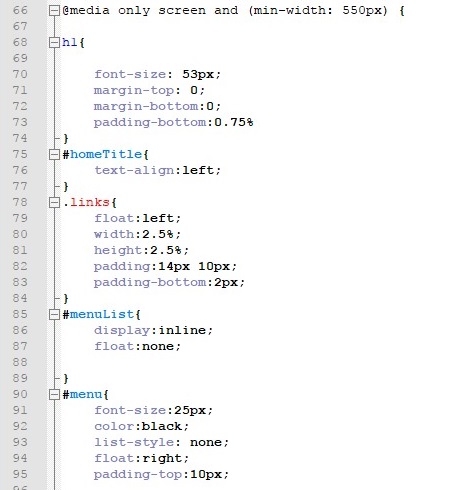 66 @media only screen and (min-width: 550px) {
67
68 h1{
69
70 font-size: 53px;
71 margin-top: 0;
72 margin-bottom:0;
73 padding-bottom:0.75%
74 }
75 #homeTitle{
76 text-align:left;
77 }
78 .links{
79 float:left;
80 width:2.5%;
81 height:2.5%;
82 padding:14px 10px;
83 padding-bottom:2px;
84 }
85 #menuList{
86 display:inline;
87 float:none;
88
89 }
90 #menu{
91 font-size:25px;
92 color:black;
93 list-style: none;
94 float:right;
95 padding-top:10px;